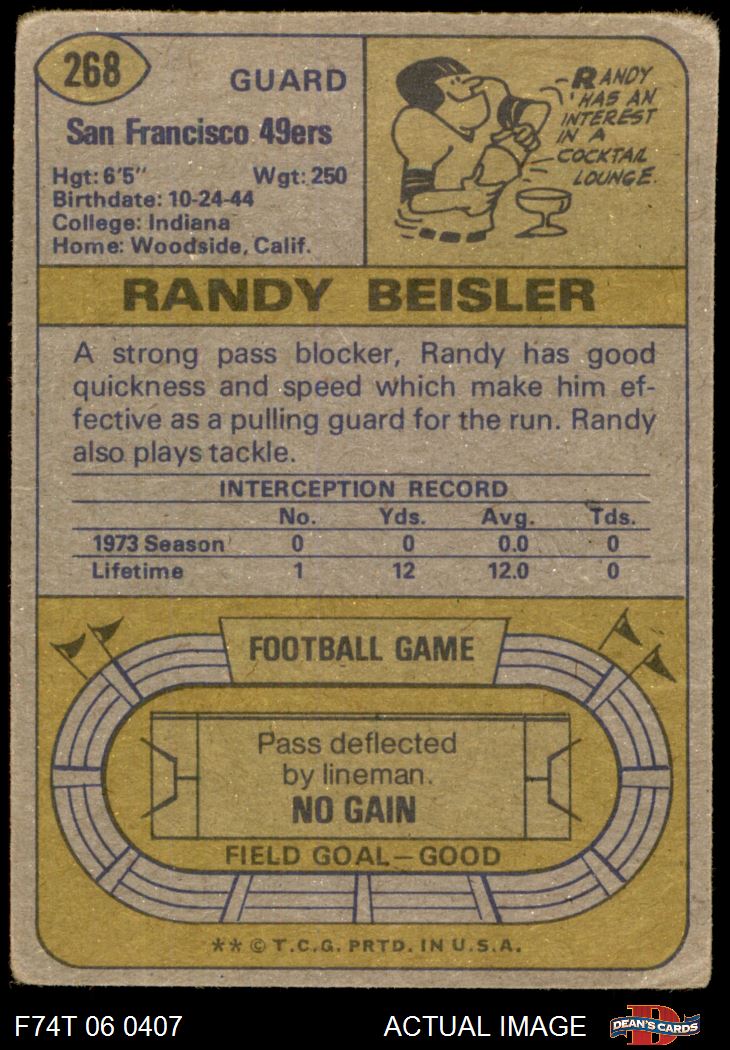 268
GUARD
San Francisco 49ers
Hgt: 6'5" Wgt: 250
Birthdate: 10-24-44
College: Indiana
Home: Woodside, Calif.
RANDY
HAS AN
INTEREST
IN A
COCKTAIL
LOUNGE.
RANDY BEISLER
A strong pass blocker, Randy has good
quickness and speed which make him ef-
fective as a pulling guard for the run. Randy
also plays tackle.
INTERCEPTION RECORD
No. Yds. Avg. Tds.
1973 Season 0 0 0.0 0
Lifetime 1 12 12.0 0
FOOTBALL GAME
Pass deflected
by lineman.
NO GAIN
FIELD GOAL—GOOD
** © T.C.G. PRTD. IN U.S.A.
F74T 06 0407 ACTUAL IMAGE
D
DEAN'S CARDS